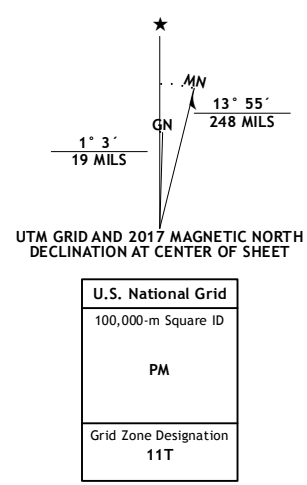 MN
GN
13° 55´
248 MILS
1° 3´
19 MILS
UTM GRID AND 2017 MAGNETIC NORTH
DECLINATION AT CENTER OF SHEET
U.S. National Grid
100,000-m Square ID
PM
Grid Zone Designation
11T